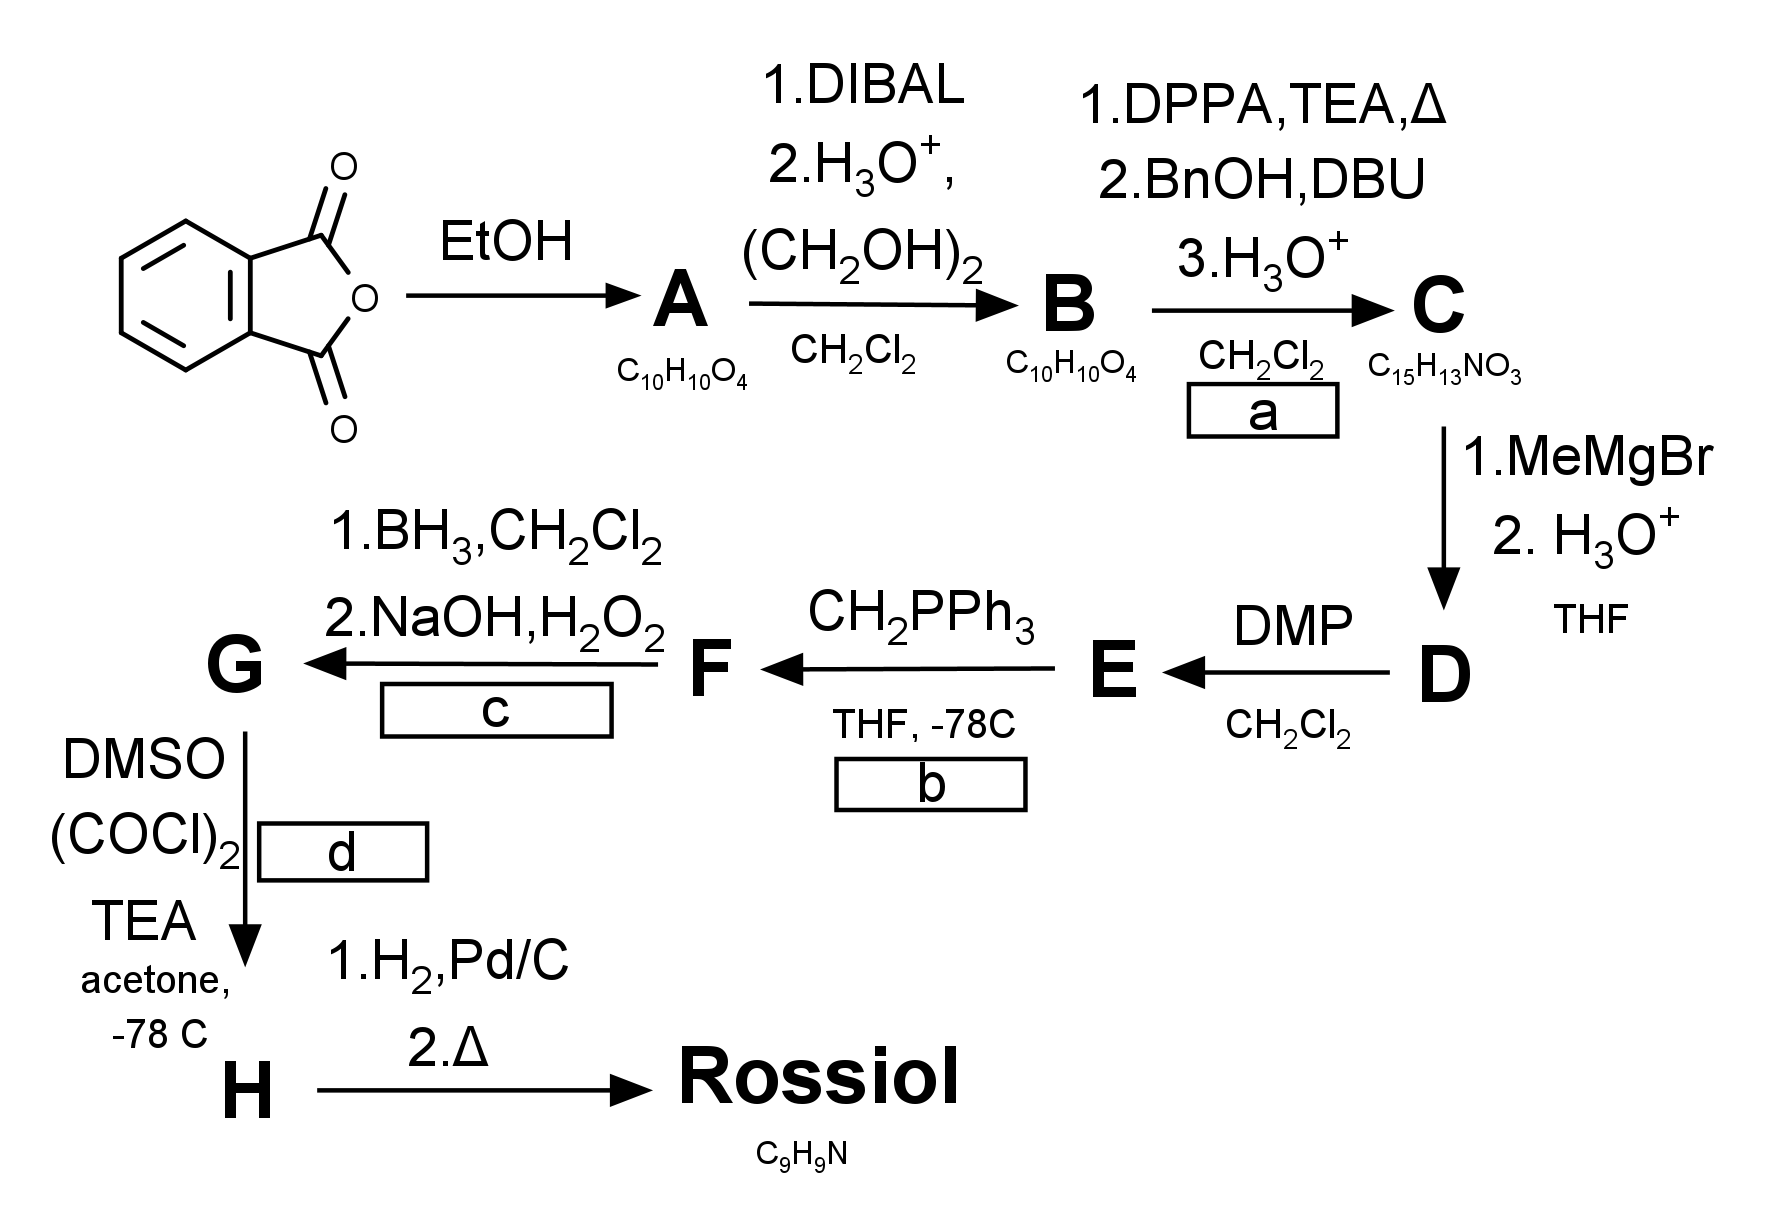 O
O
O
EtOH
A
C₁₀H₁₀O₄
1.DIBAL
2.H₃O⁺,
(CH₂OH)₂
CH₂Cl₂
B
C₁₀H₁₀O₄
1.DPPA,TEA,Δ
2.BnOH,DBU
3.H₃O⁺
CH₂Cl₂
a
C
C₁₅H₁₃NO₃
1.MeMgBr
2. H₃O⁺
THF
D
DMP
CH₂Cl₂
E
CH₂PPh₃
THF, -78C
b
F
1.BH₃,CH₂Cl₂
2.NaOH,H₂O₂
c
G
DMSO
(COCl)₂
d
TEA
acetone,
-78 C
H
1.H₂,Pd/C
2.Δ
Rossiol
C₉H₉N